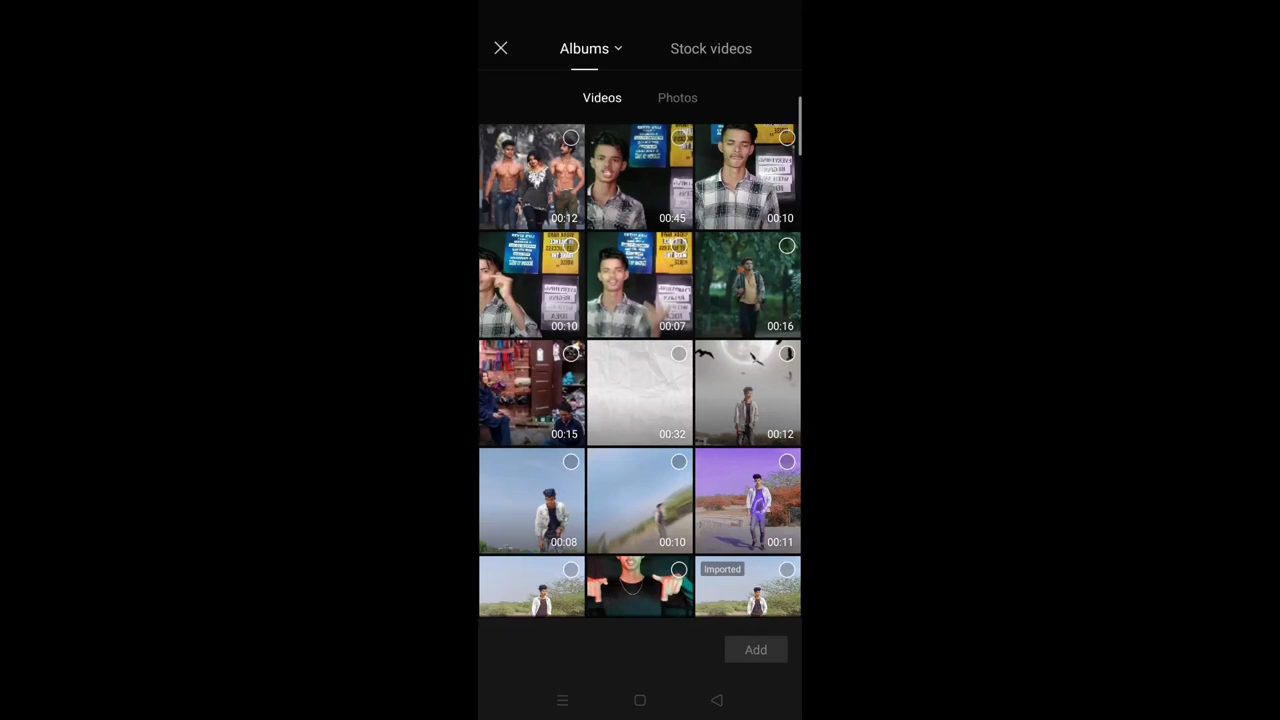 Albums Stock videos
Videos Photos
00:12 00:45 00:10
00:10 00:07 00:16
00:15 00:32 00:12
00:08 00:10 00:11
Imported
Add